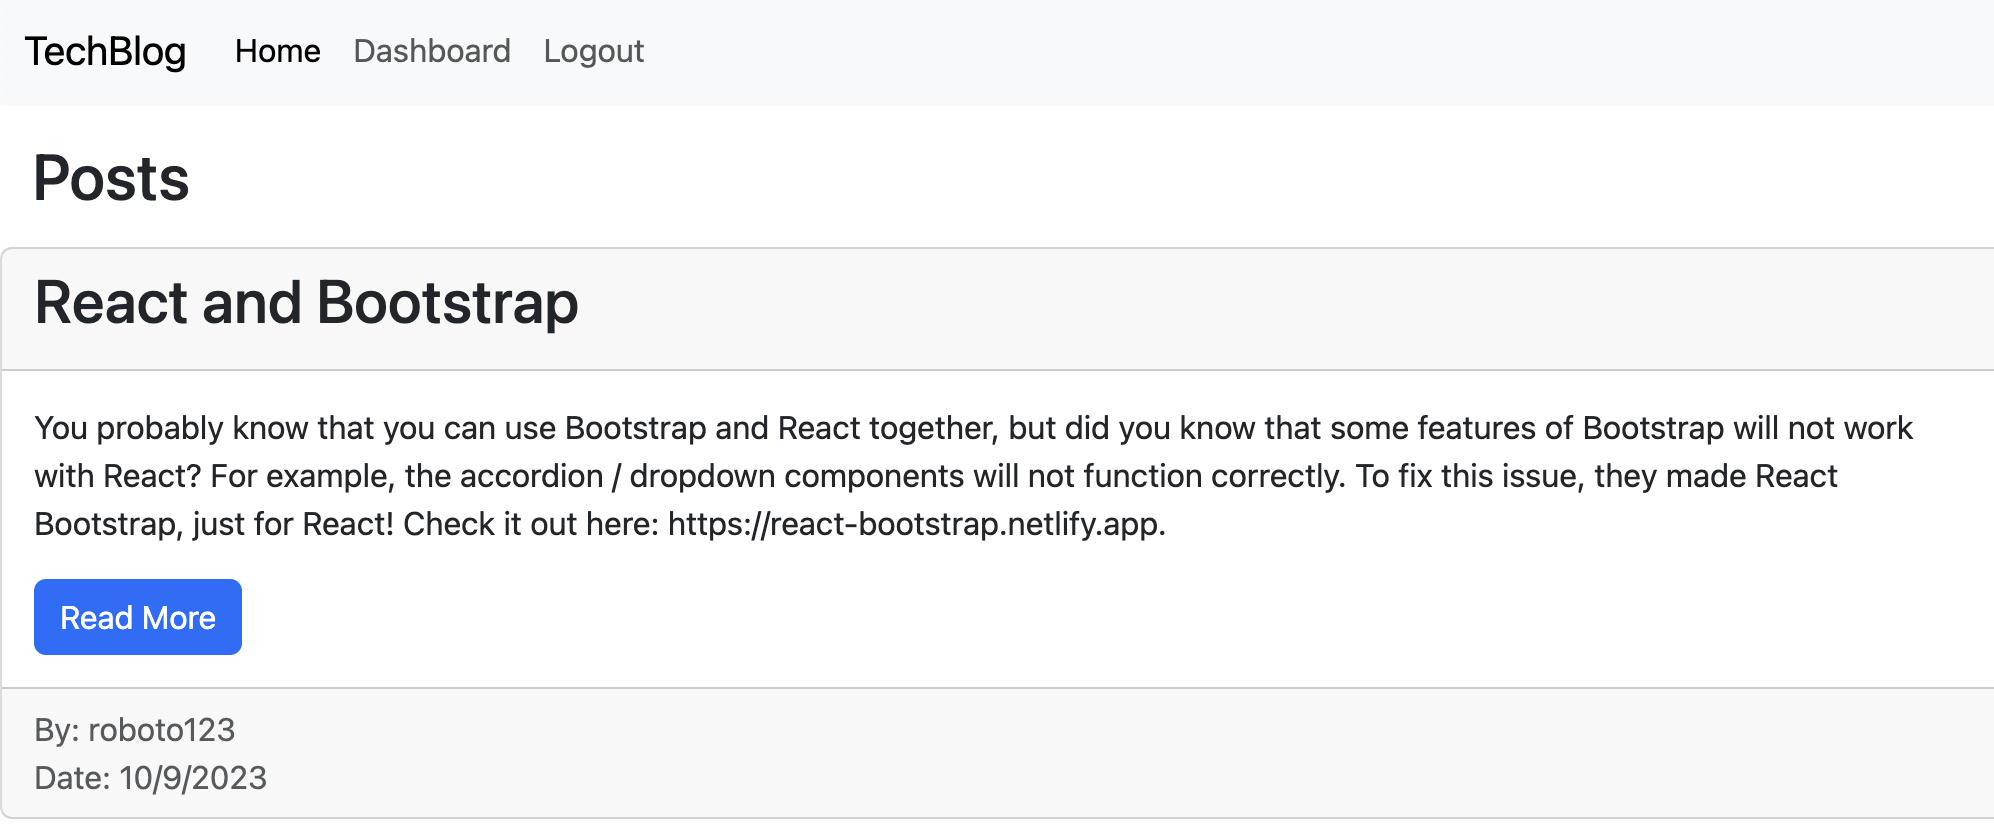 TechBlog Home Dashboard Logout
Posts
React and Bootstrap
You probably know that you can use Bootstrap and React together, but did you know that some features of Bootstrap will not work
with React? For example, the accordion / dropdown components will not function correctly. To fix this issue, they made React
Bootstrap, just for React! Check it out here: https://react-bootstrap.netlify.app.
Read More
By: roboto123
Date: 10/9/2023